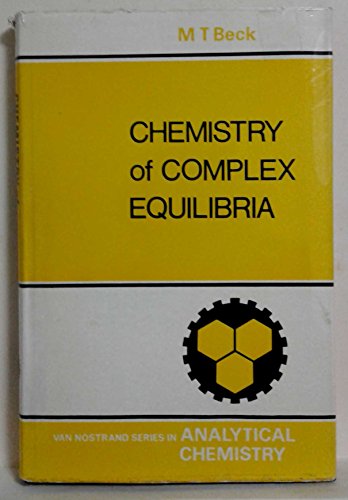 M T Beck
CHEMISTRY
of COMPLEX
EQUILIBRIA
VAN NOSTRAND SERIES IN ANALYTICAL
CHEMISTRY